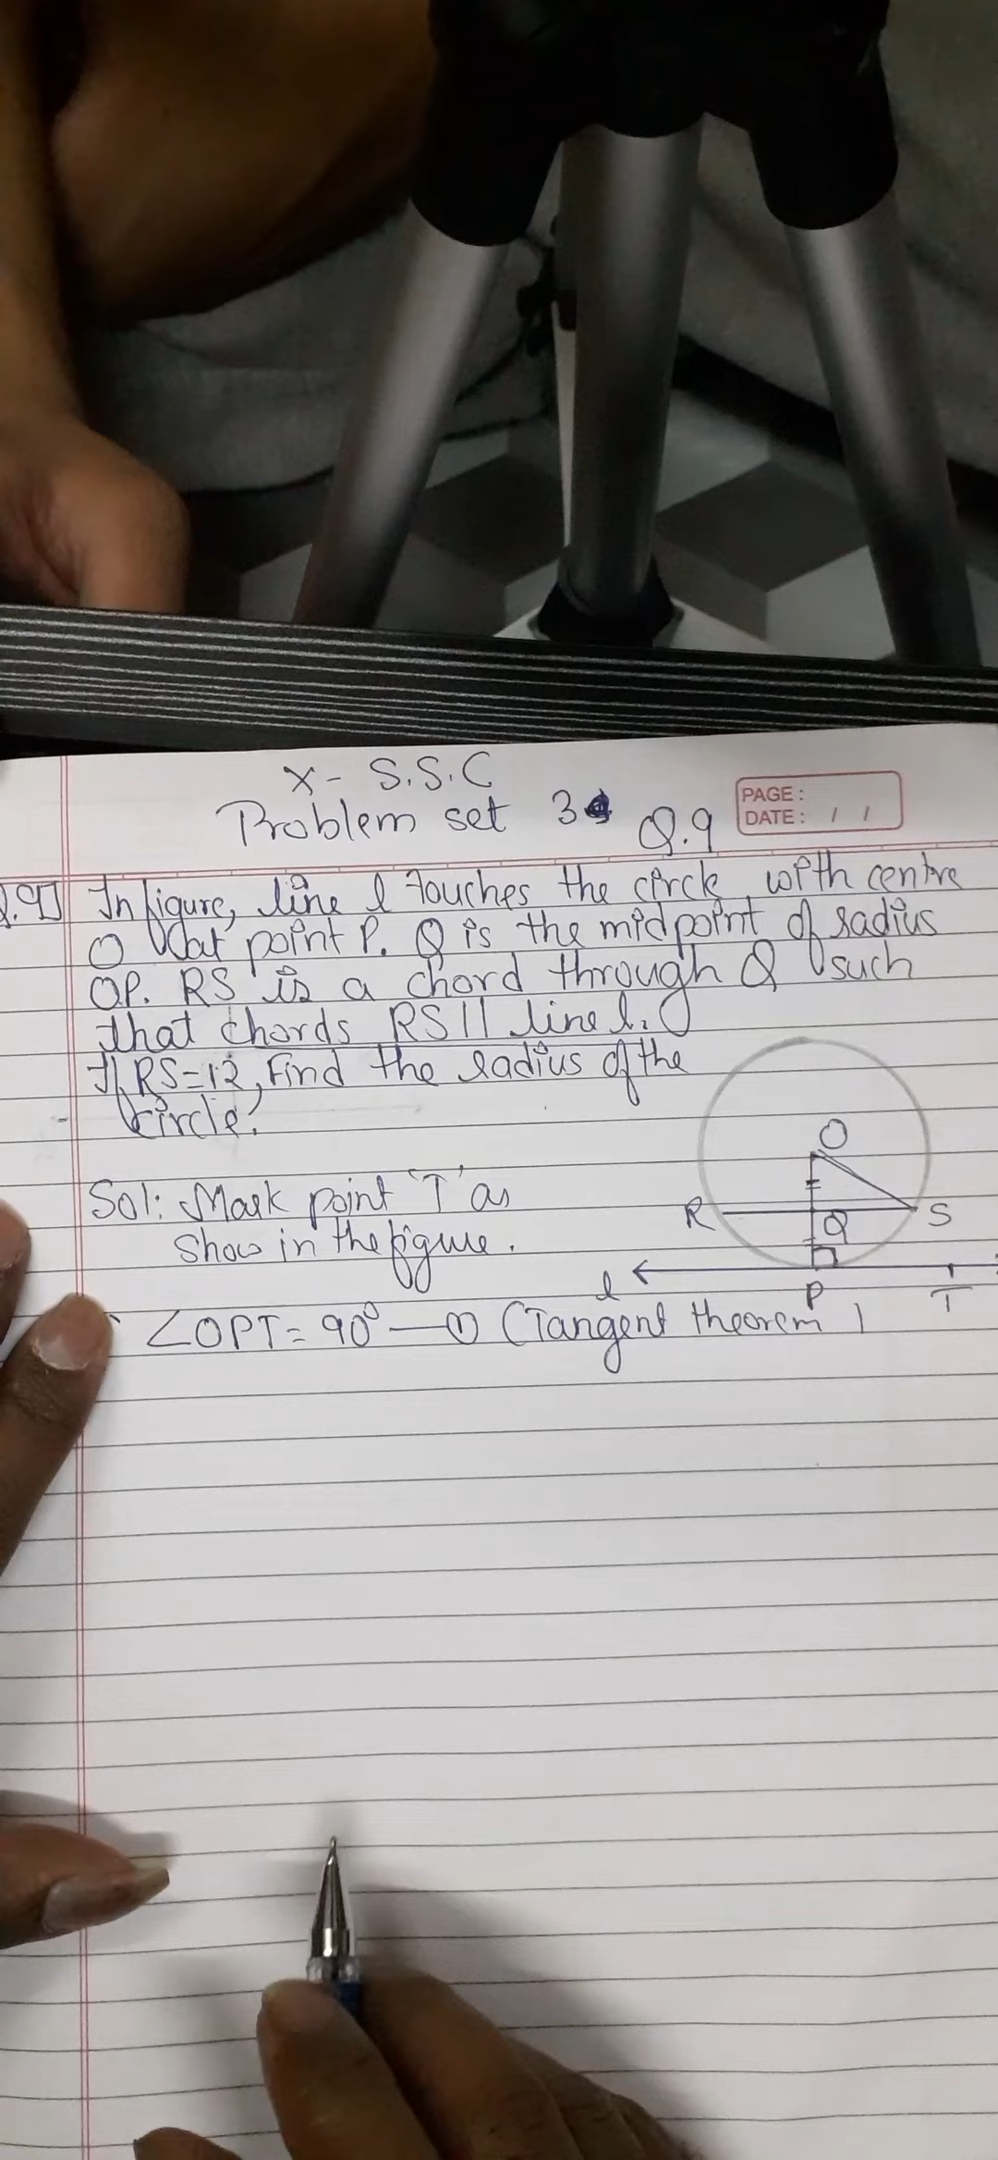 X - S.S.C
Problem set 3 Q.9
PAGE:
DATE: / /
Q.9] In figure, line l touches the circle with centre
O at point P. Q is the midpoint of radius
OP. RS is a chord through Q such
that chords RS || line l.
If RS=12, Find the radius of the
circle.
O
R Q S
l P T
Sol: Mark point 'T' as
Show in the figure.
∠OPT = 90° — ① (Tangent theorem)